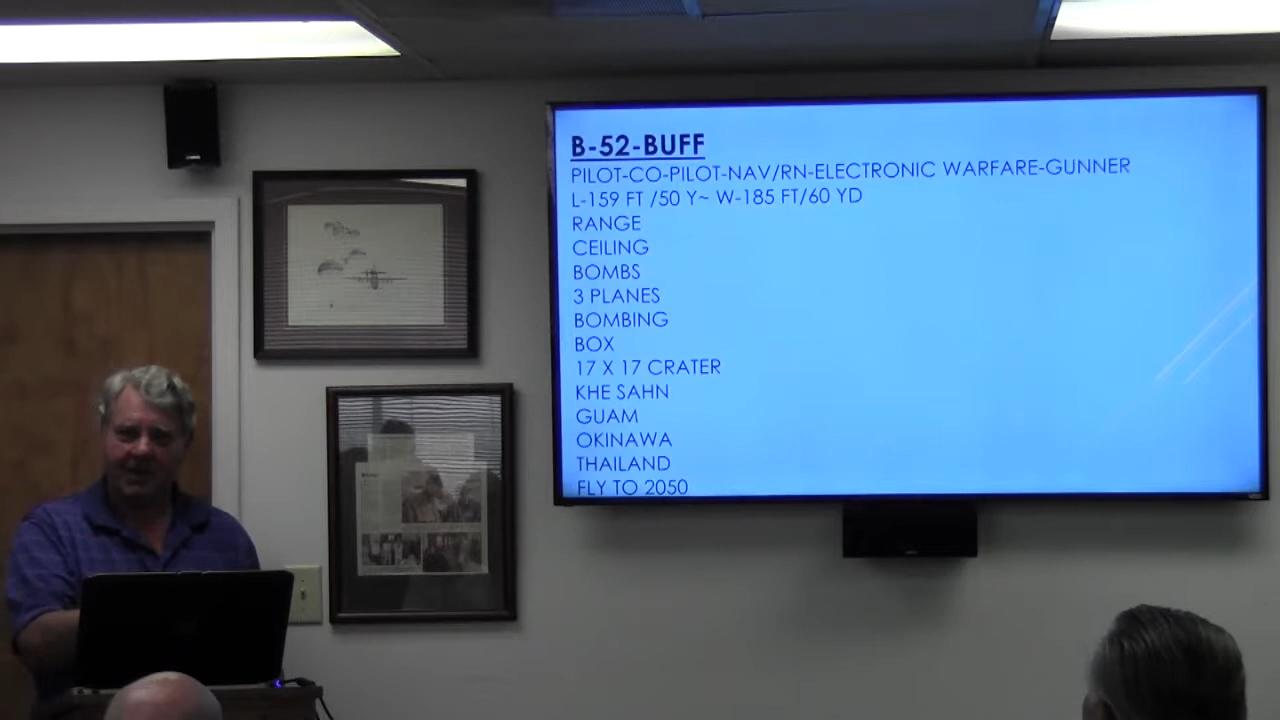 B-52-BUFF
PILOT-CO-PILOT-NAV/RN-ELECTRONIC WARFARE-GUNNER
L-159 FT /50 Y~ W-185 FT/60 YD
RANGE
CEILING
BOMBS
3 PLANES
BOMBING
BOX
17 X 17 CRATER
KHE SAHN
GUAM
OKINAWA
THAILAND
FLY TO 2050